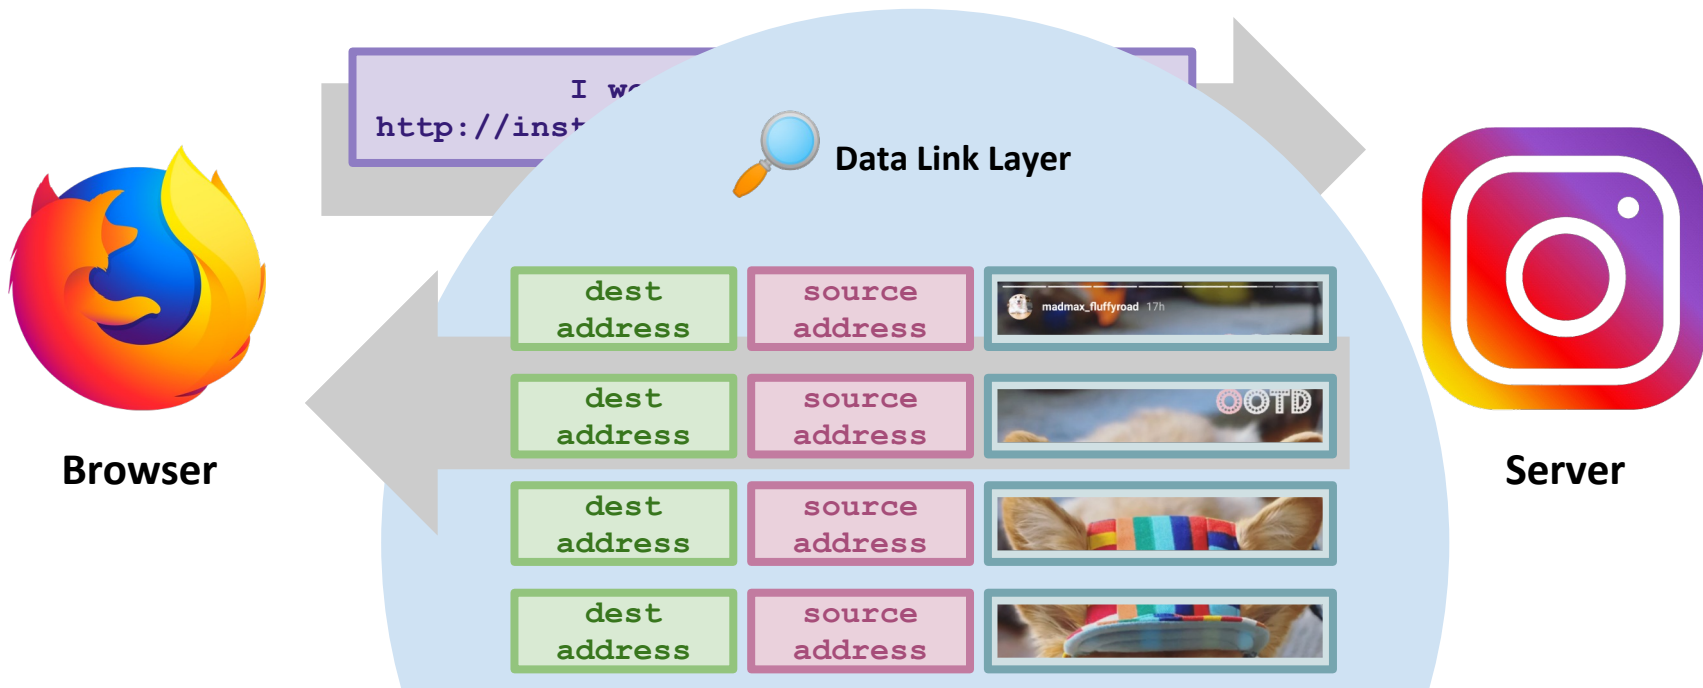 I wo
http://inst
Data Link Layer
dest address
source address
madmax_fluffyroad 17h
dest address
source address
OOTD
dest address
source address
dest address
source address
Browser
Server